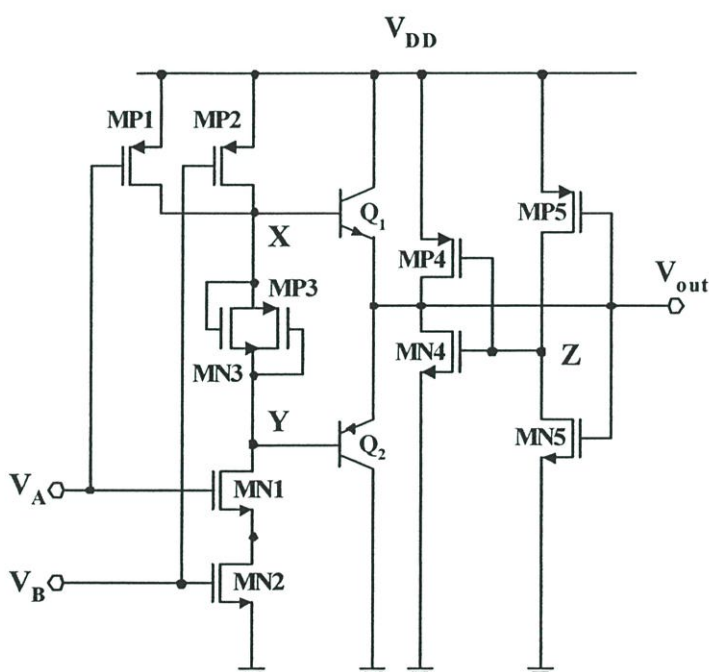 V_DD
MP1
MP2
Q_1
MP5
X
MP4
V_out
MP3
MN4
Z
MN3
Y
Q_2
MN5
V_A
MN1
V_B
MN2